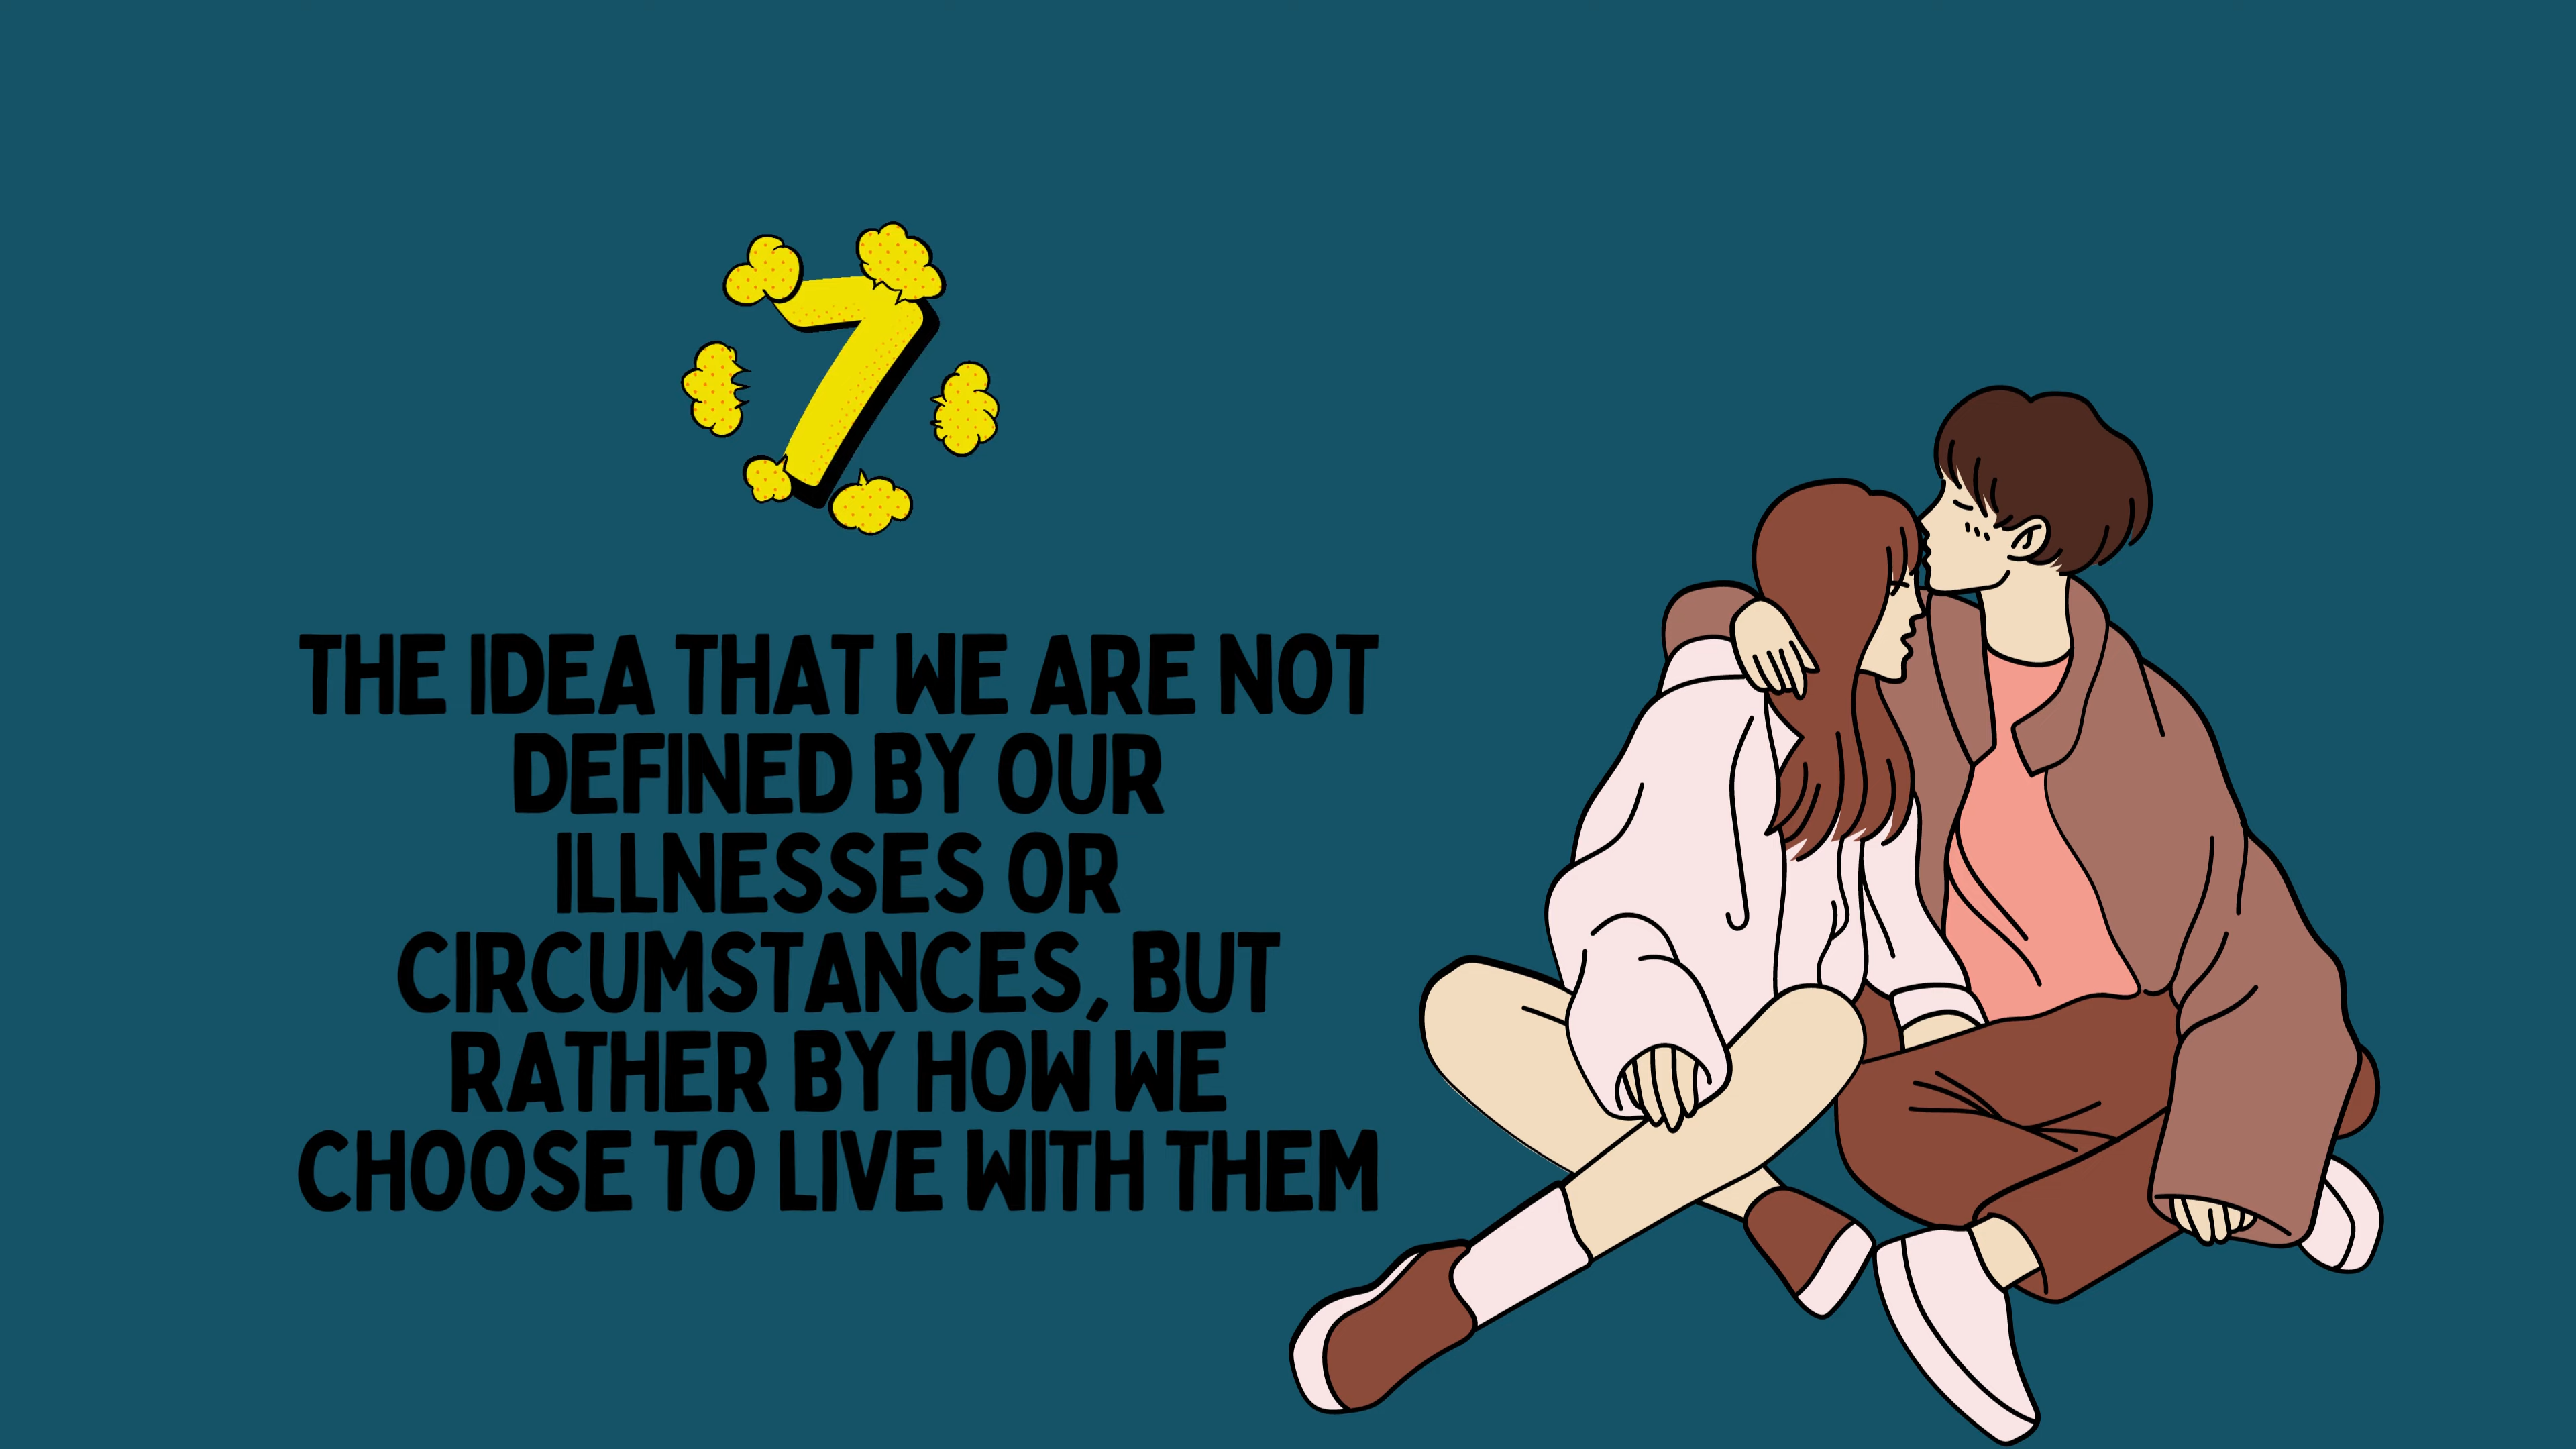 7
THE IDEA THAT WE ARE NOT
DEFINED BY OUR
ILLNESSES OR
CIRCUMSTANCES, BUT
RATHER BY HOW WE
CHOOSE TO LIVE WITH THEM